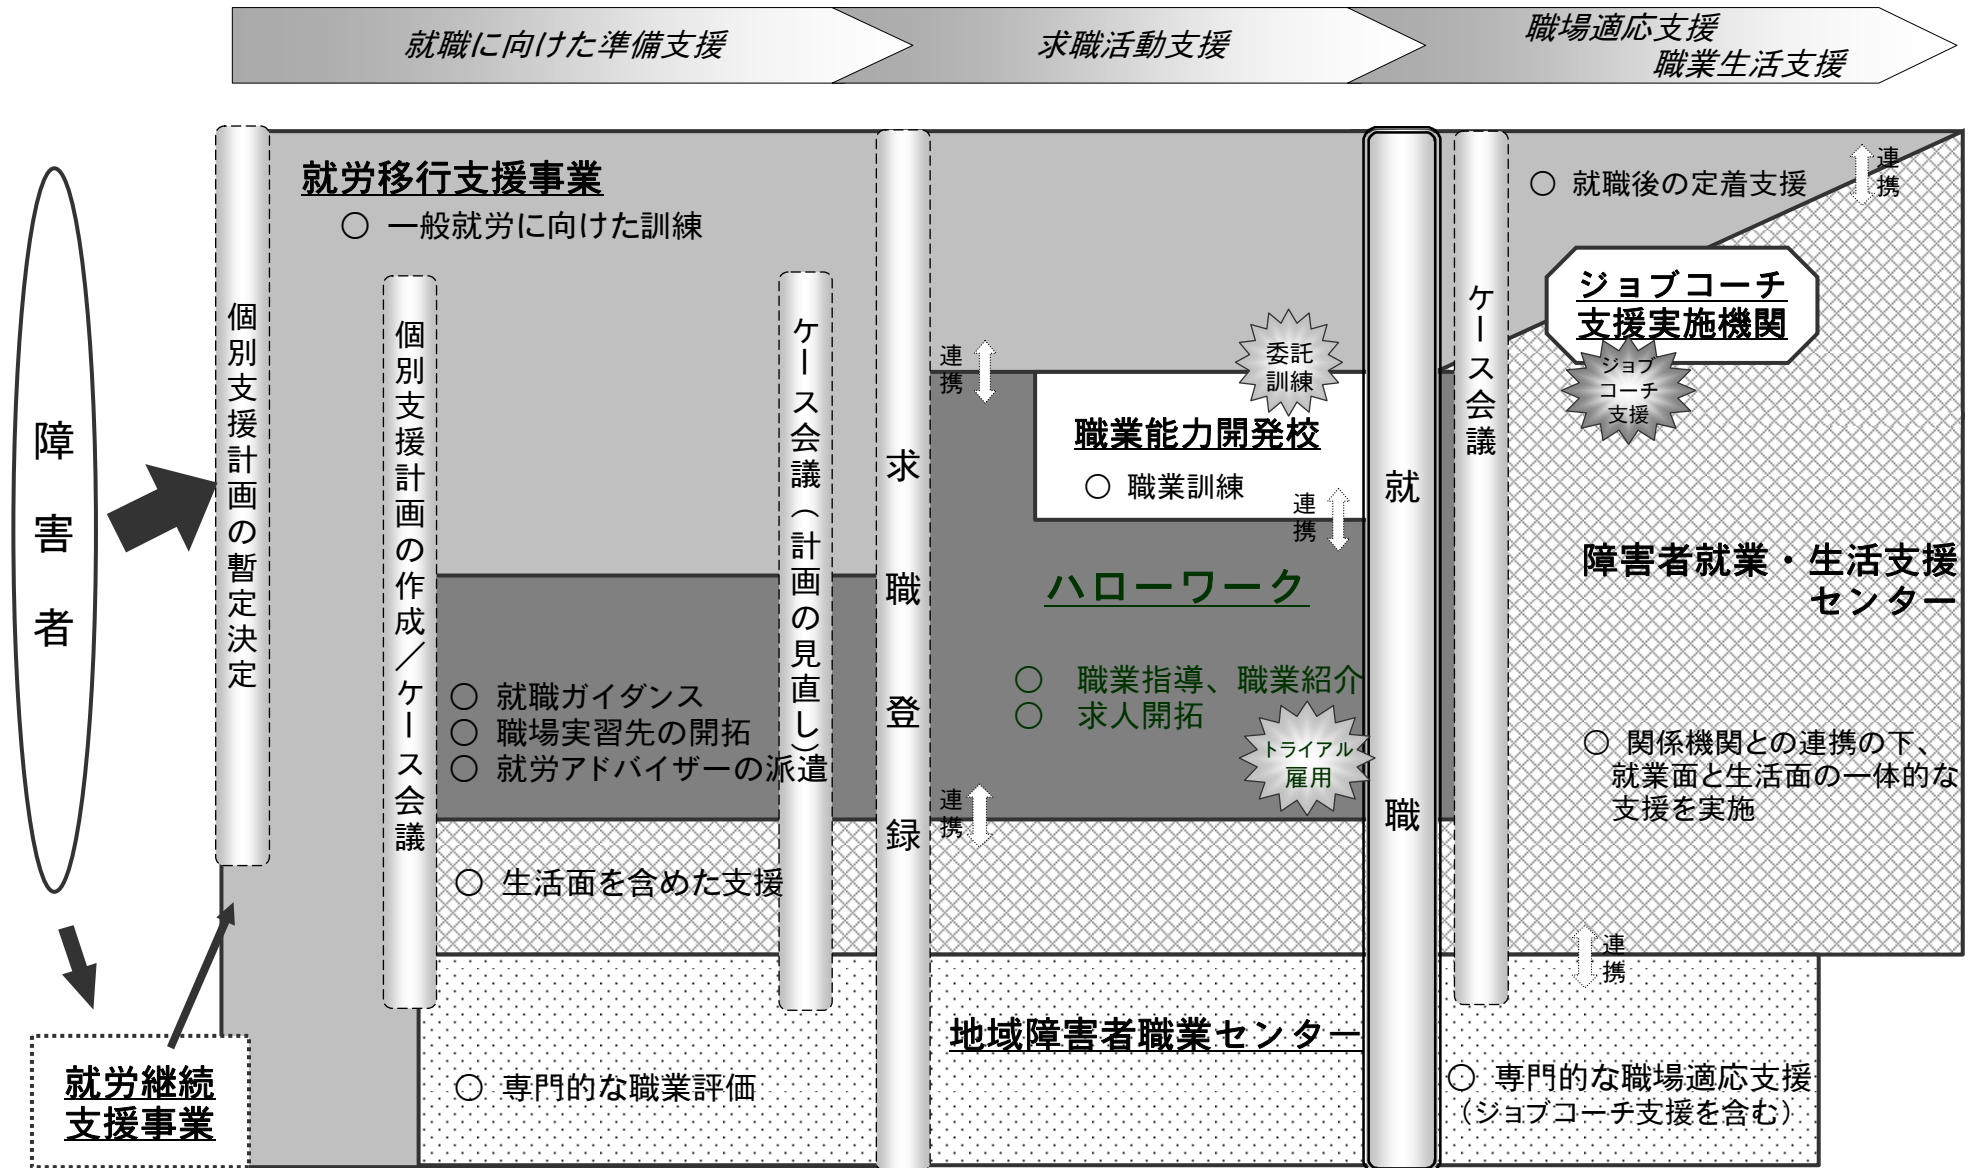 就職に向けた準備支援
求職活動支援
職場適応支援
職業生活支援
障害者
個別支援計画の暫定決定
就労移行支援事業
○ 一般就労に向けた訓練
個別支援計画の作成／ケース会議
ケース会議（計画の見直し）
○ 就職ガイダンス
○ 職場実習先の開拓
○ 就労アドバイザーの派遣
○ 生活面を含めた支援
○ 専門的な職業評価
就労継続
支援事業
求職登録
連携
委託
訓練
職業能力開発校
○ 職業訓練
連携
ハローワーク
○ 職業指導、職業紹介
○ 求人開拓
トライアル
雇用
連携
地域障害者職業センター
就職
ケース会議
○ 就職後の定着支援
連携
ジョブコーチ
支援実施機関
ジョブ
コーチ
支援
障害者就業・生活支援
センター
○ 関係機関との連携の下、
就業面と生活面の一体的な
支援を実施
連携
○ 専門的な職場適応支援
（ジョブコーチ支援を含む）